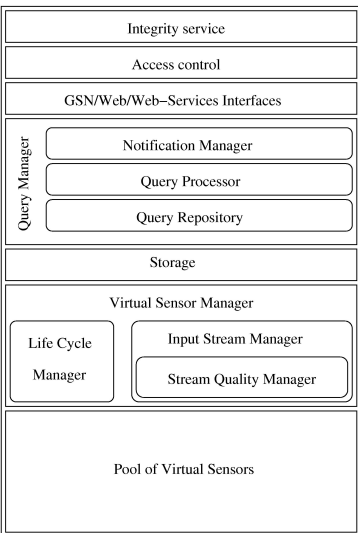 Integrity service
Access control
GSN/Web/Web−Services Interfaces
Query Manager
Notification Manager
Query Processor
Query Repository
Storage
Virtual Sensor Manager
Life Cycle
Manager
Input Stream Manager
Stream Quality Manager
Pool of Virtual Sensors